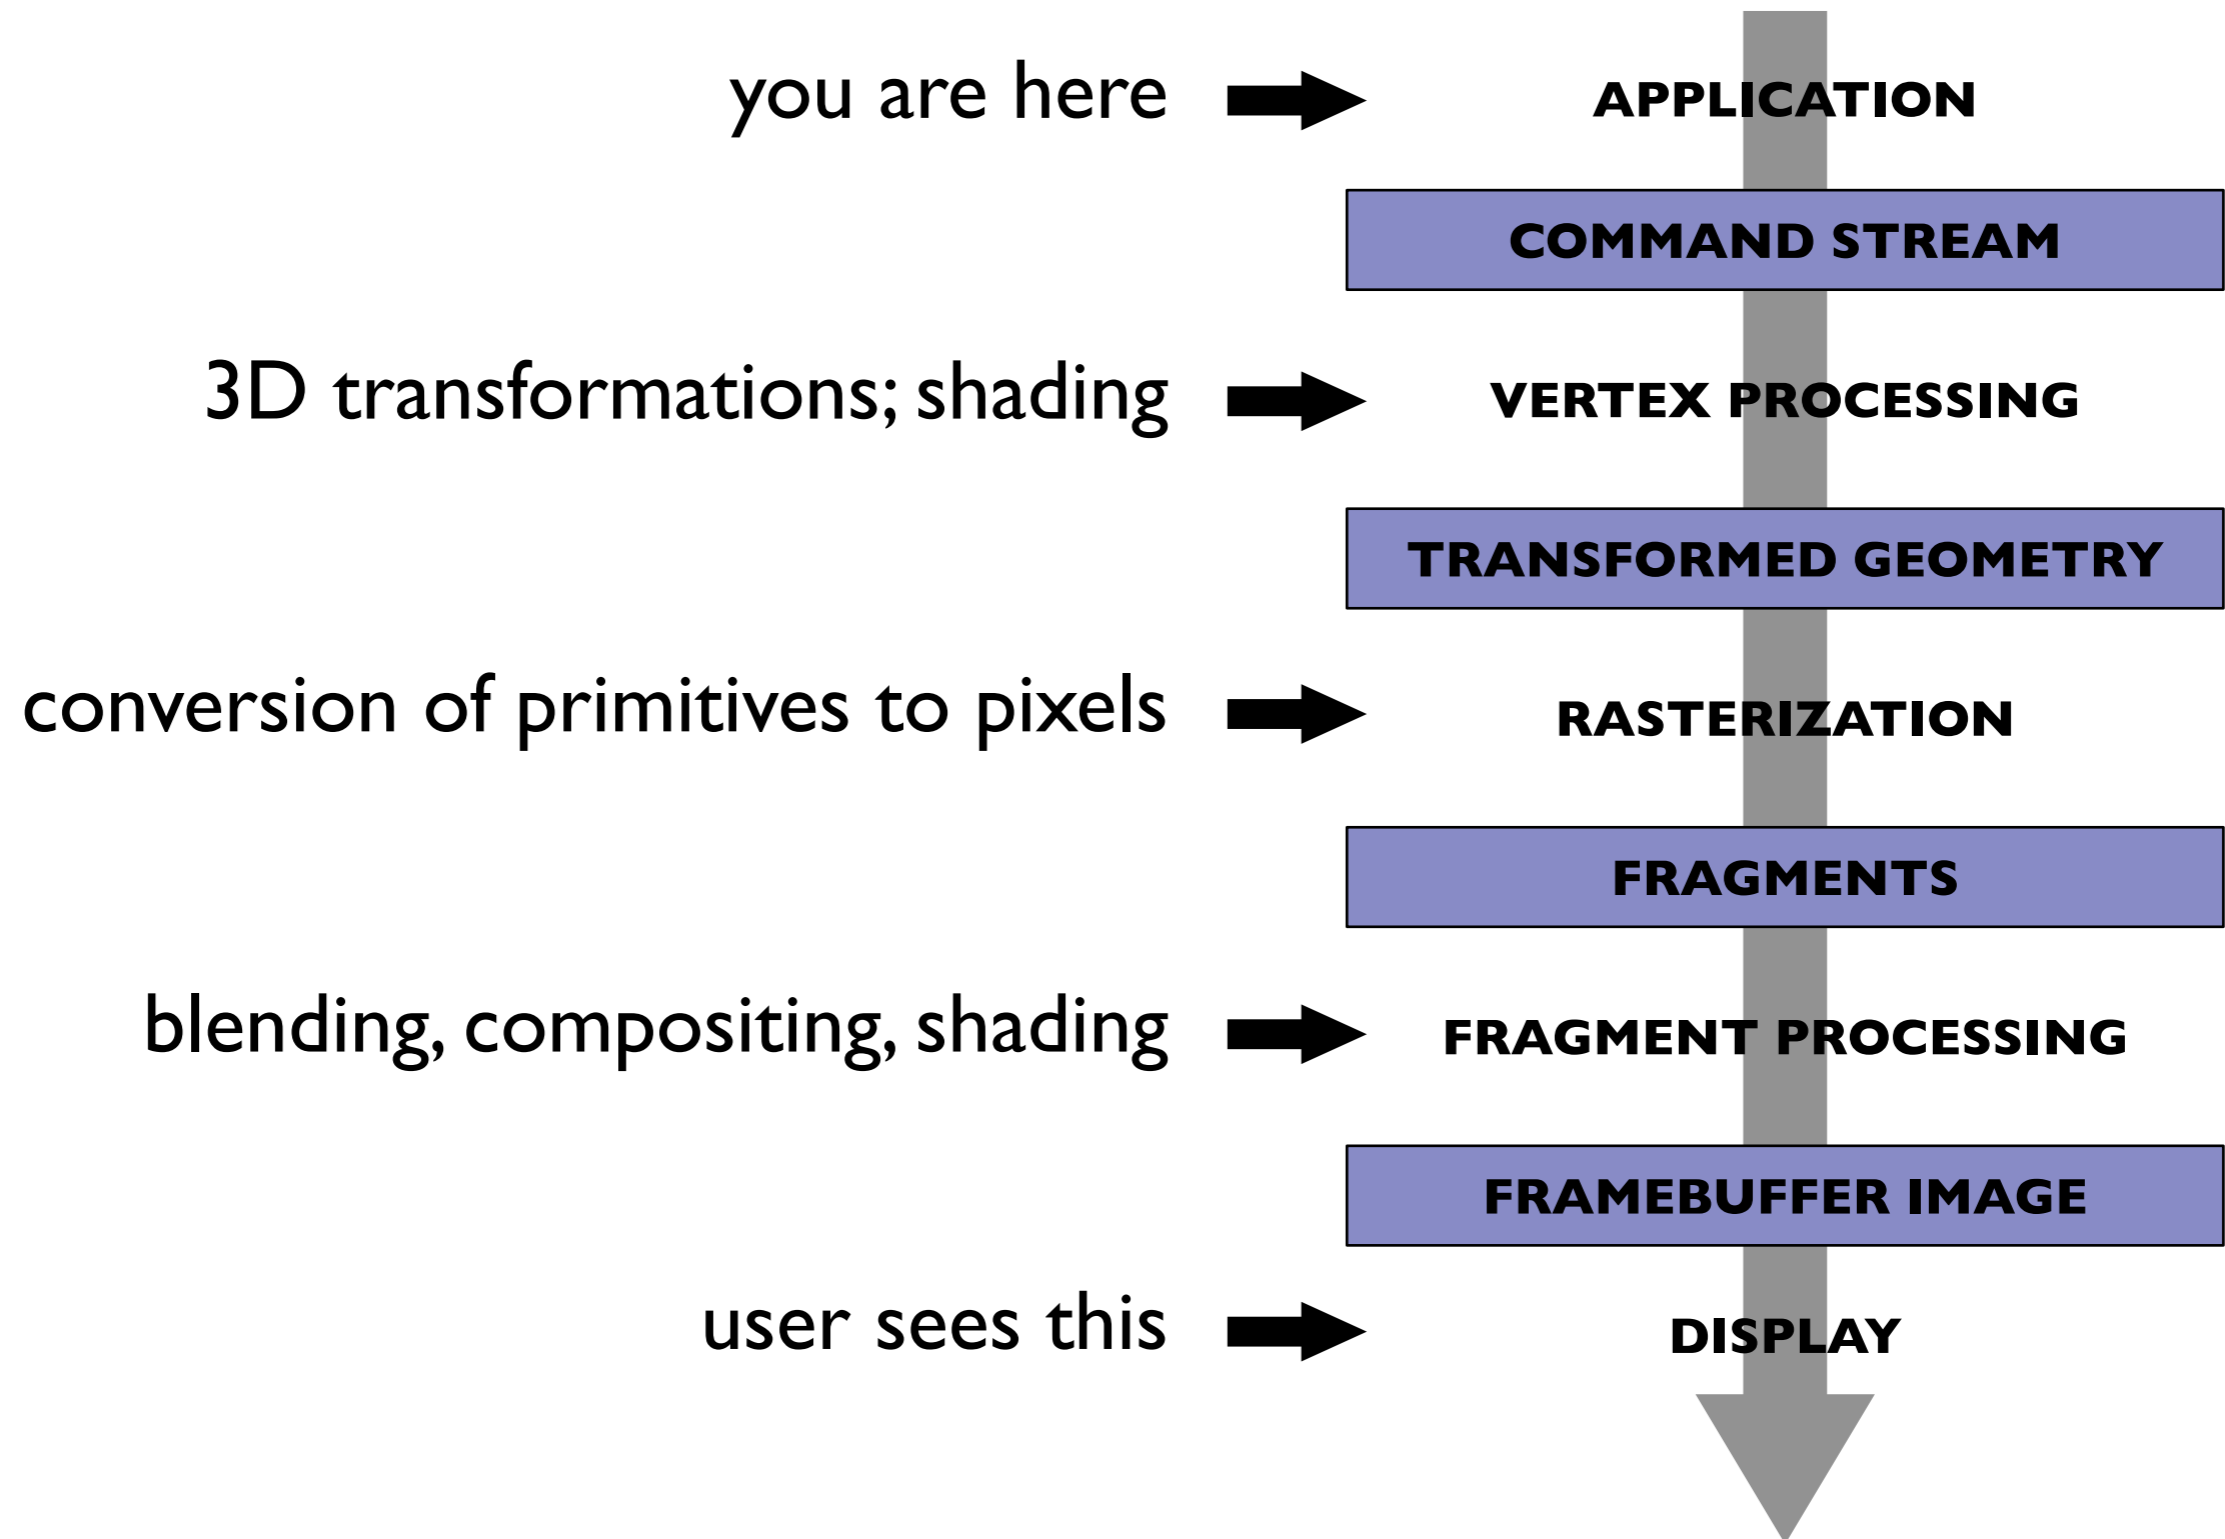 you are here
APPLICATION
COMMAND STREAM
3D transformations; shading
VERTEX PROCESSING
TRANSFORMED GEOMETRY
conversion of primitives to pixels
RASTERIZATION
FRAGMENTS
blending, compositing, shading
FRAGMENT PROCESSING
FRAMEBUFFER IMAGE
user sees this
DISPLAY